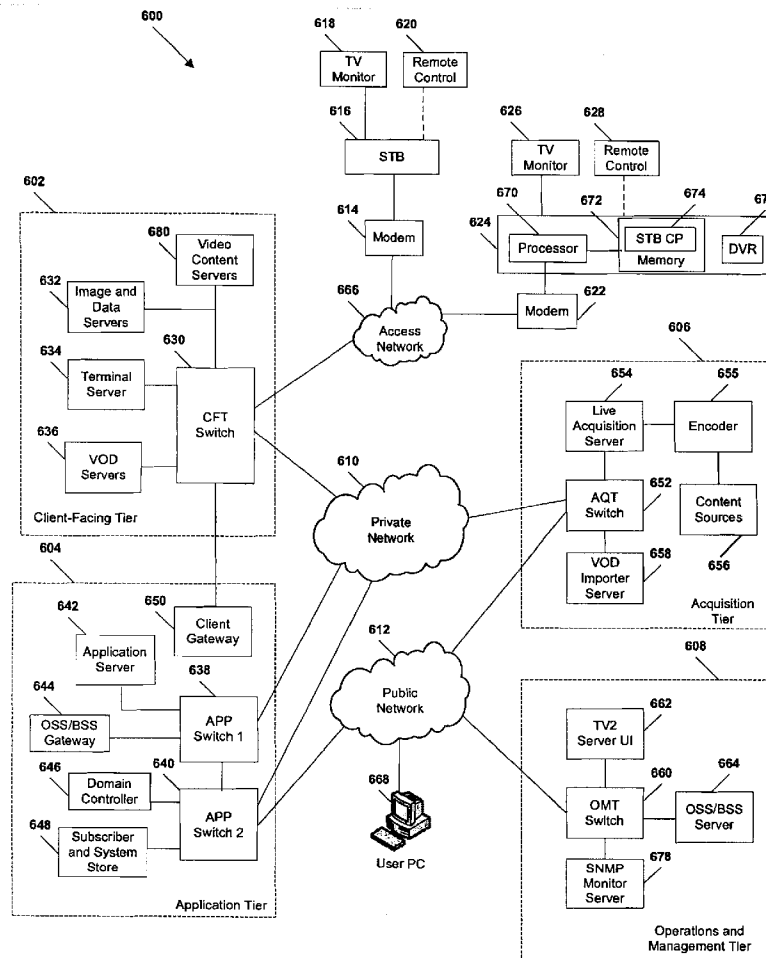 600
618
TV
Monitor
620
Remote
Control
616
STB
614
Modem
626
TV
Monitor
628
Remote
Control
670
672
674
624
Processor
STB CP
Memory
DVR
Modem
622
666
Access
Network
602
680
Video
Content
Servers
632
Image and
Data
Servers
634
Terminal
Server
630
CFT
Switch
636
VOD
Servers
Client-Facing Tier
610
Private
Network
606
654
Live
Acquisition
Server
655
Encoder
AQT
Switch
652
Content
Sources
656
VOD
Importer
Server
658
Acquisition
Tier
604
642
650
Client
Gateway
Application
Server
644
638
OSS/BSS
Gateway
APP
Switch 1
646
640
Domain
Controller
648
APP
Switch 2
Subscriber
and System
Store
Application Tier
612
Public
Network
668
User PC
608
TV2
Server UI
662
OMT
Switch
660
664
OSS/BSS
Server
SNMP
Monitor
Server
678
Operations and
Management Tier